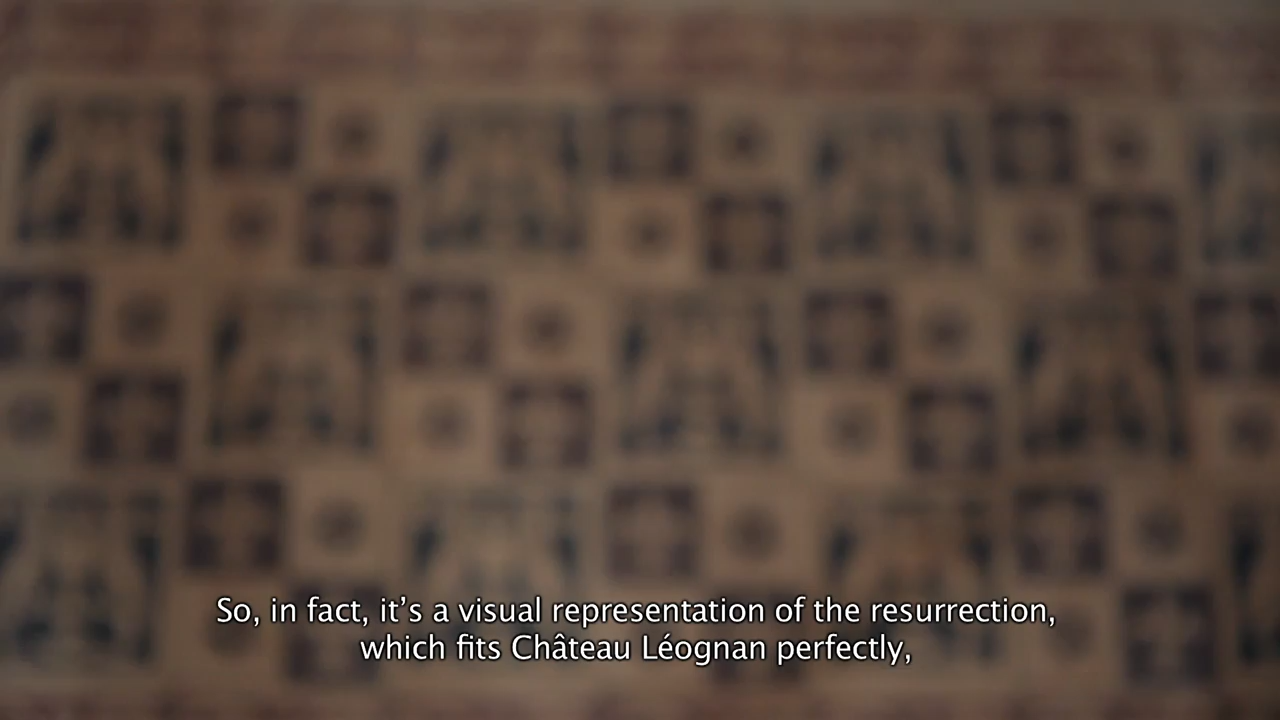 So, in fact, it’s a visual representation of the resurrection,
which fits Château Léognan perfectly,